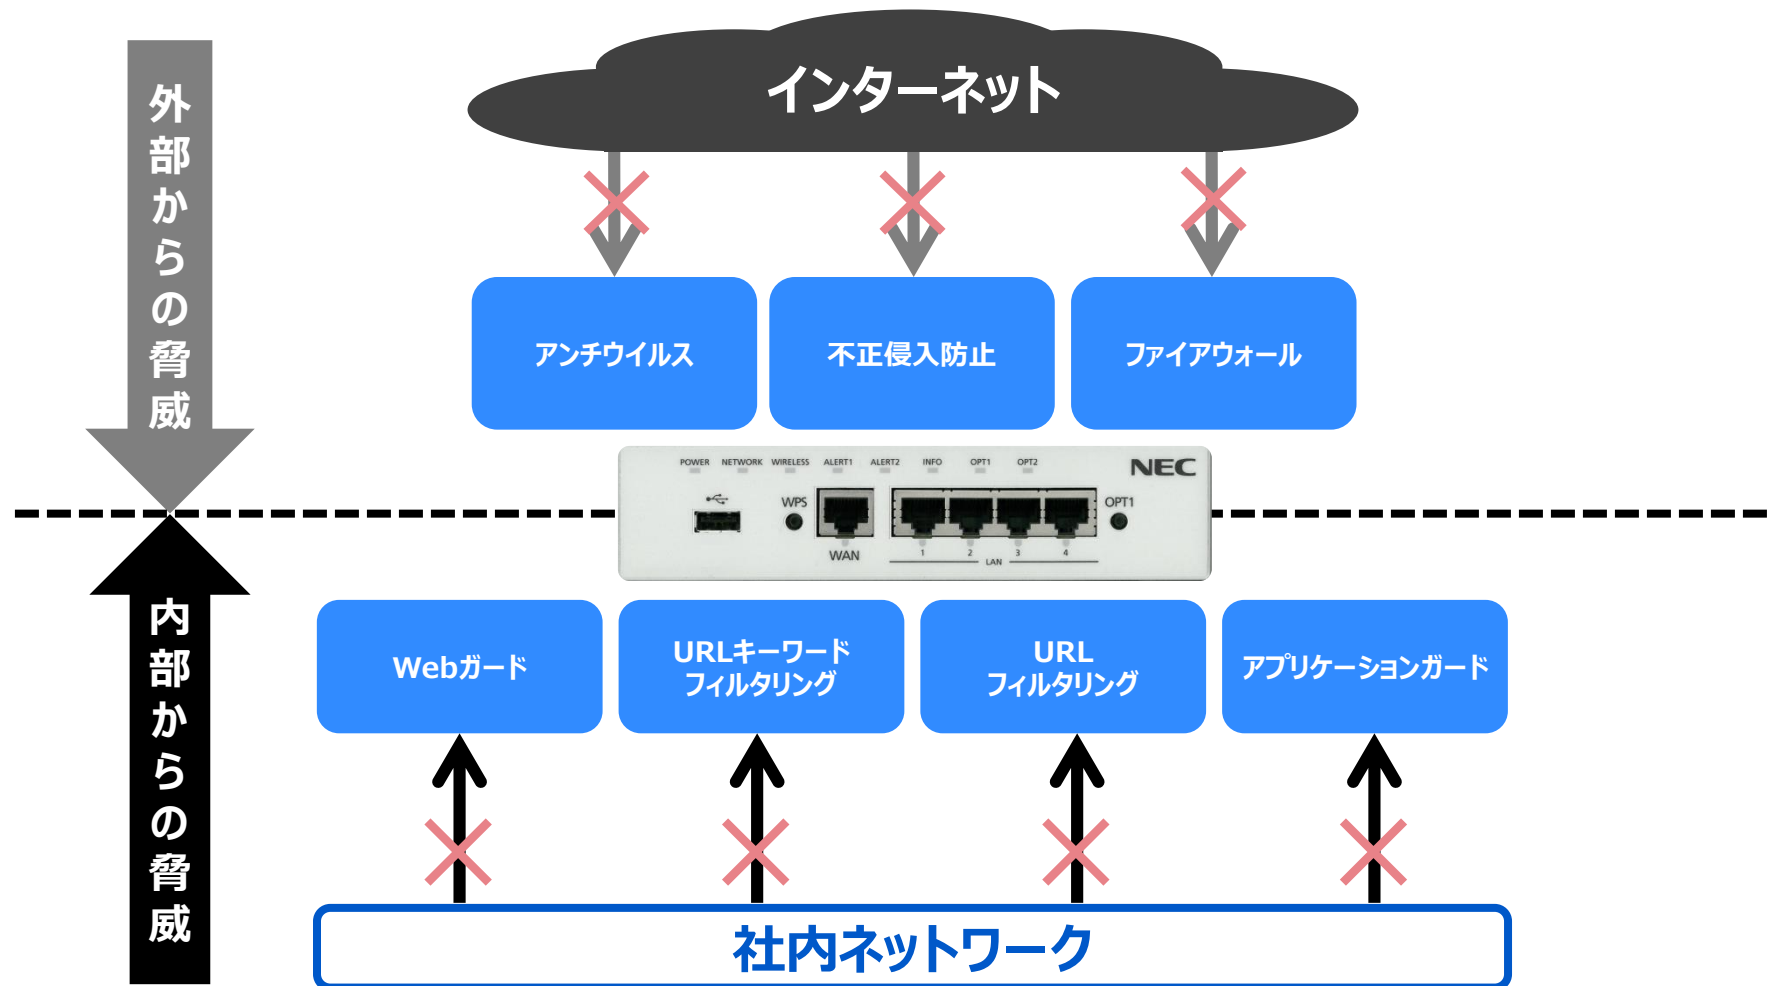 インターネット
外部からの脅威
アンチウイルス
不正侵入防止
ファイアウォール
POWER NETWORK WIRELESS ALERT1 ALERT2 INFO OPT1 OPT2
NEC
WPS
OPT1
WAN
1 2 3 4
LAN
内部からの脅威
Webガード
URLキーワード
フィルタリング
URL
フィルタリング
アプリケーションガード
社内ネットワーク